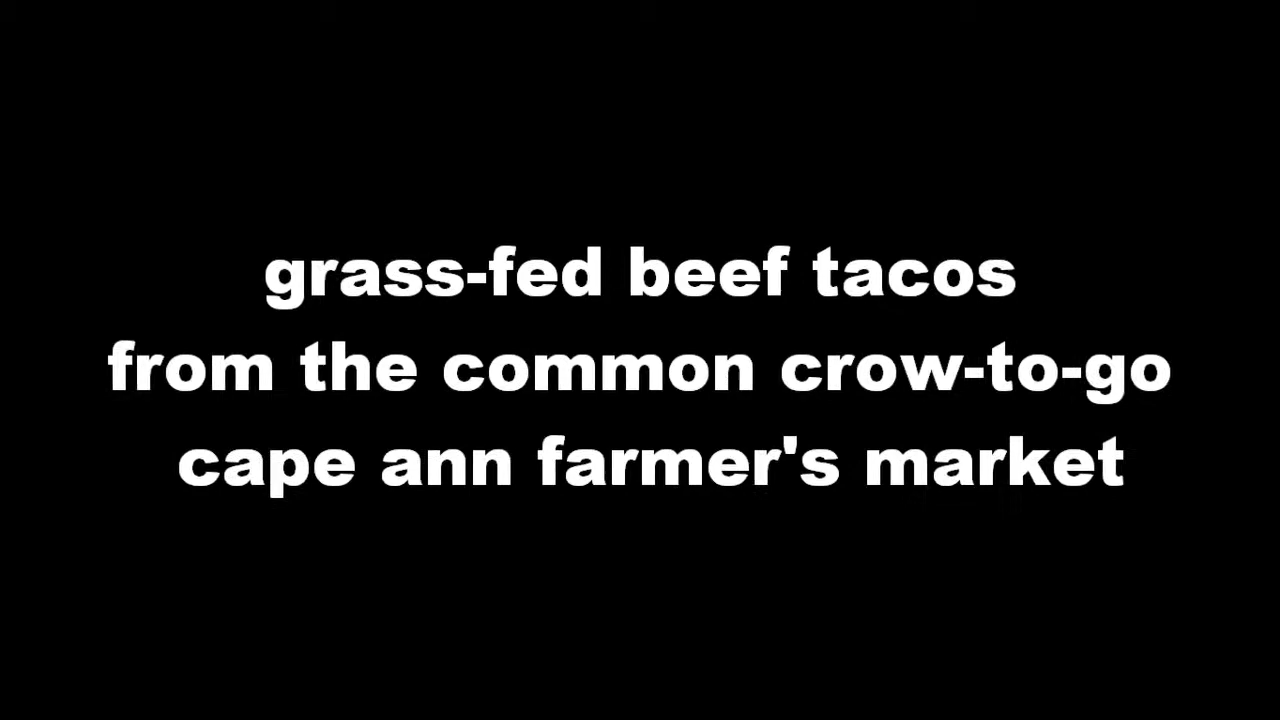 grass-fed beef tacos
from the common crow-to-go
cape ann farmer's market